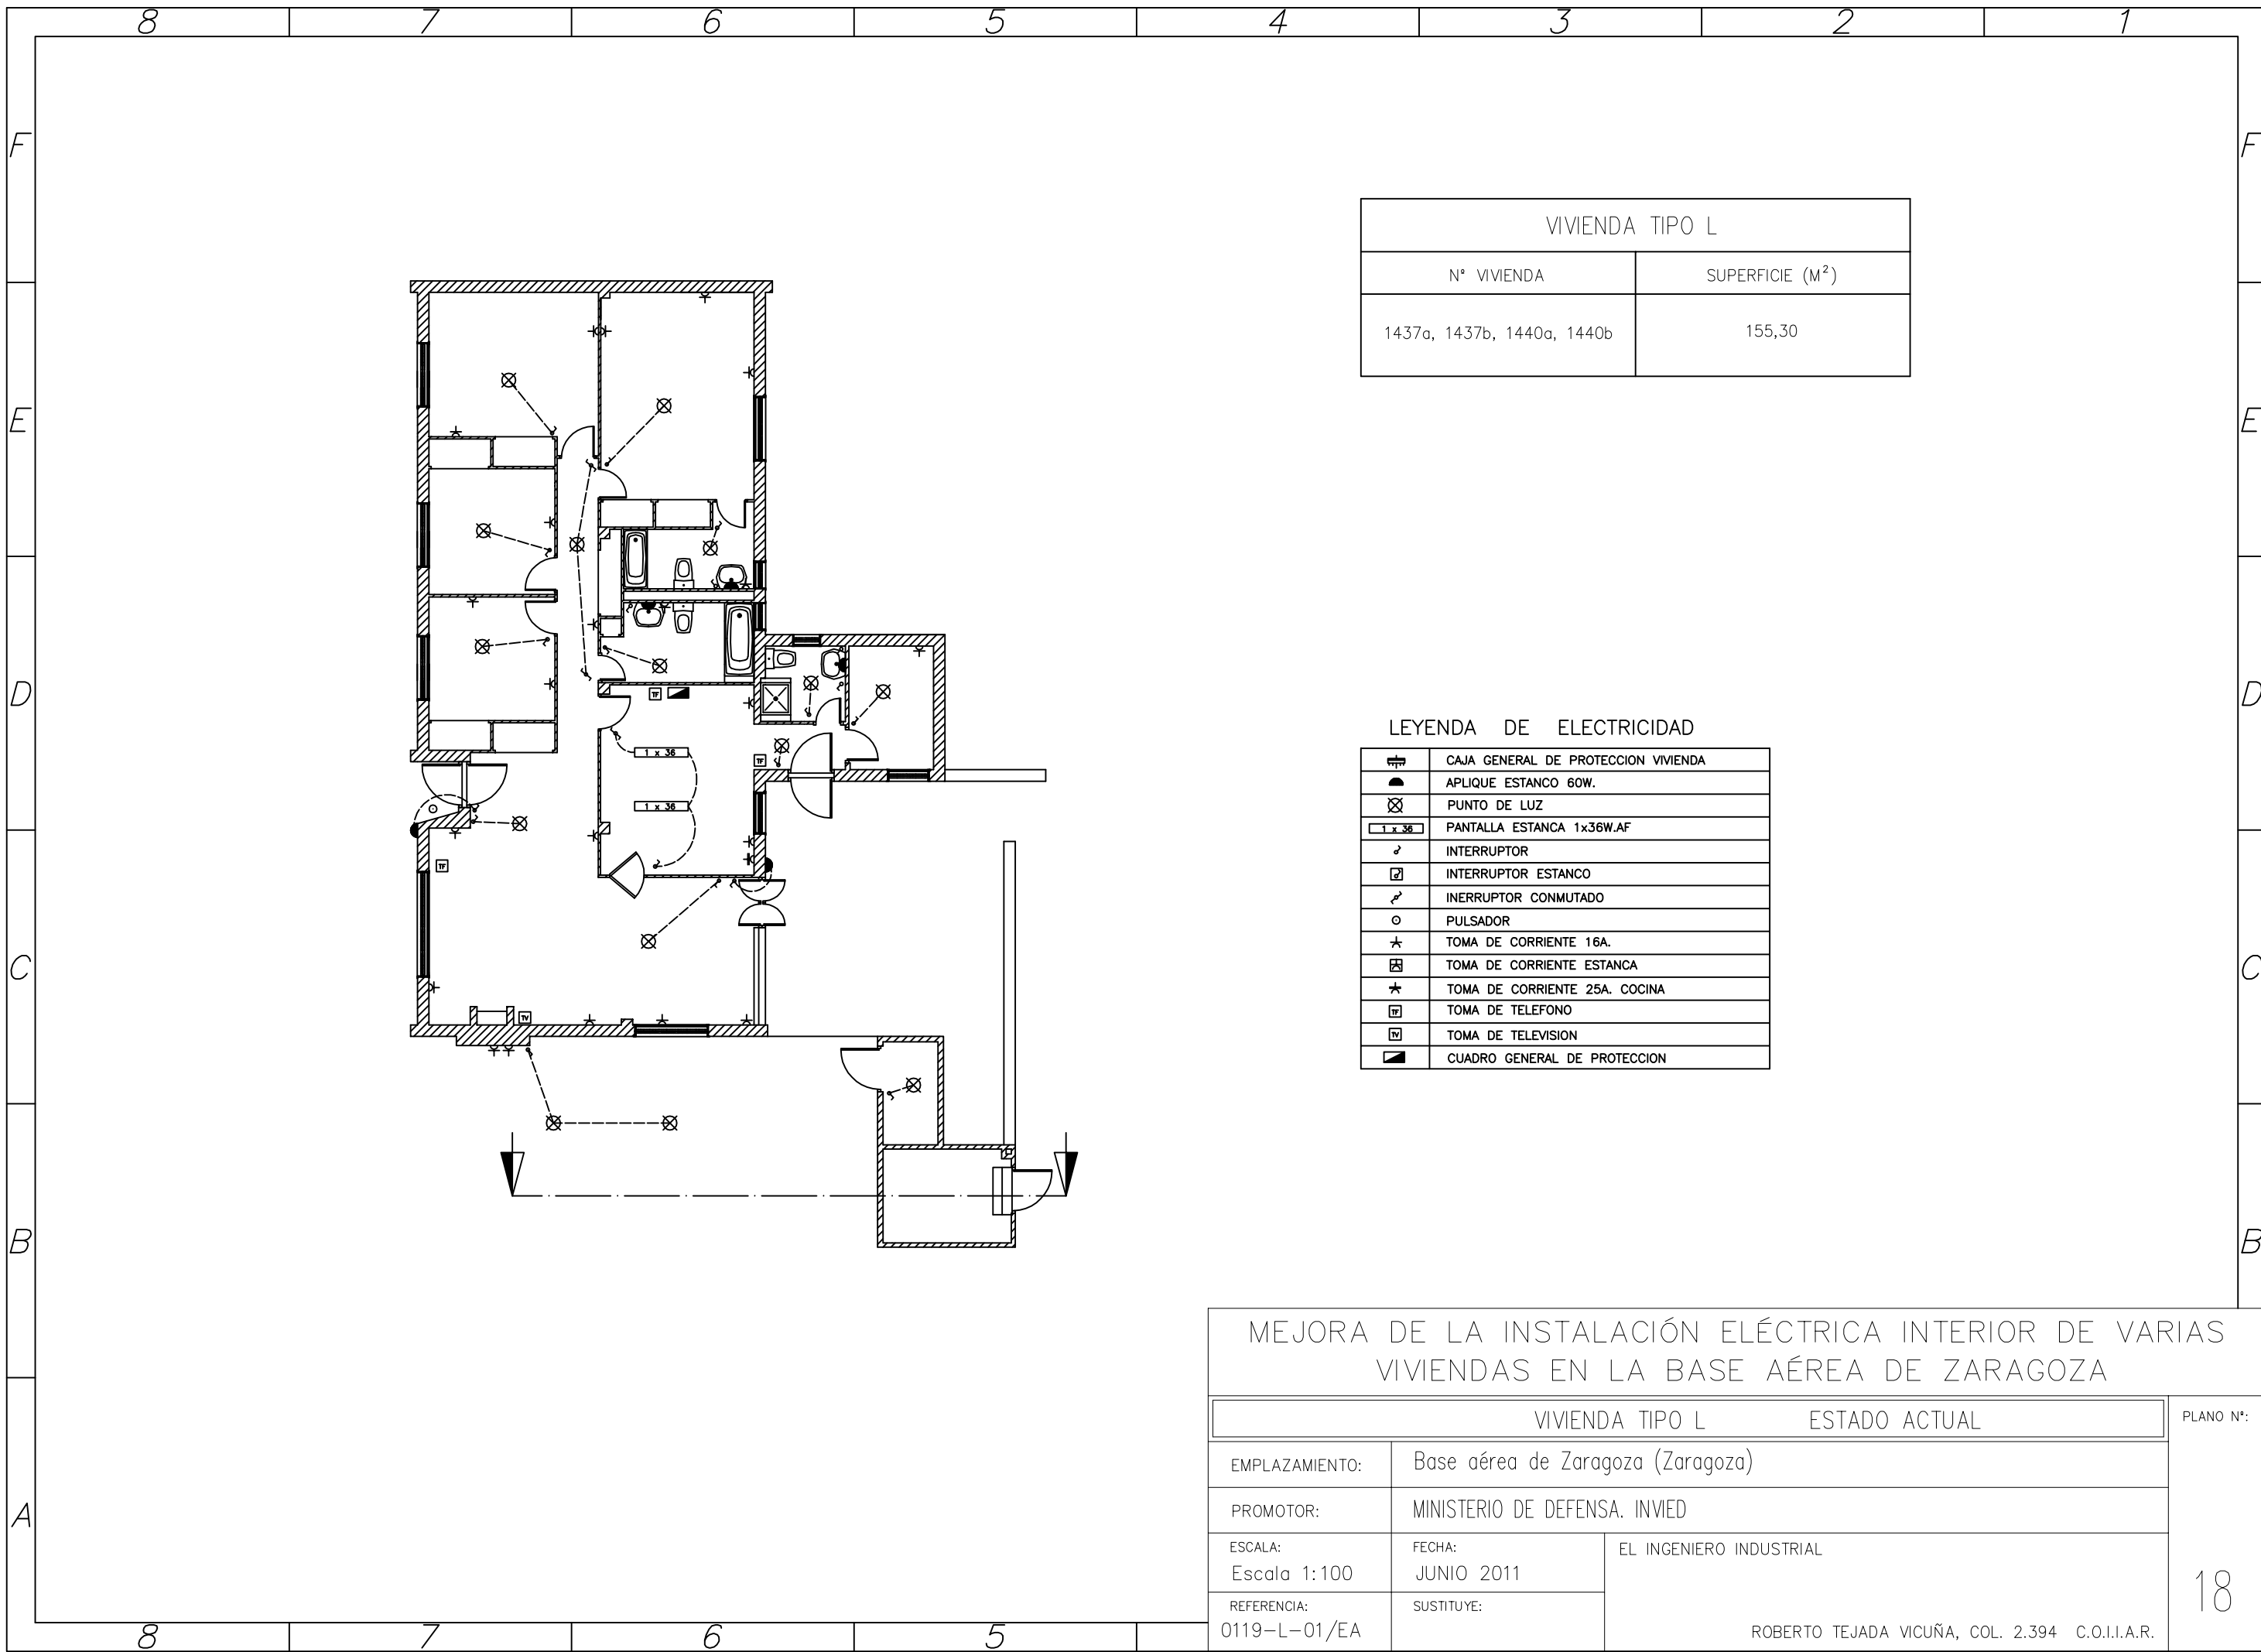 8 7 6 5 4 3 2 1
F F
E E
D D
C C
B B
A
VIVIENDA TIPO L
Nº VIVIENDA SUPERFICIE (M²)
1437a, 1437b, 1440a, 1440b 155,30
TF
1 x 36
TF
1 x 36
TF
TV
LEYENDA DE ELECTRICIDAD
CAJA GENERAL DE PROTECCION VIVIENDA
APLIQUE ESTANCO 60W.
PUNTO DE LUZ
1 x 36 PANTALLA ESTANCA 1x36W.AF
INTERRUPTOR
INTERRUPTOR ESTANCO
INERRUPTOR CONMUTADO
PULSADOR
TOMA DE CORRIENTE 16A.
TOMA DE CORRIENTE ESTANCA
TOMA DE CORRIENTE 25A. COCINA
TF TOMA DE TELEFONO
TV TOMA DE TELEVISION
CUADRO GENERAL DE PROTECCION
MEJORA DE LA INSTALACIÓN ELÉCTRICA INTERIOR DE VARIAS
VIVIENDAS EN LA BASE AÉREA DE ZARAGOZA
VIVIENDA TIPO L ESTADO ACTUAL
PLANO Nº:
EMPLAZAMIENTO: Base aérea de Zaragoza (Zaragoza)
PROMOTOR: MINISTERIO DE DEFENSA. INVIED
ESCALA: FECHA: EL INGENIERO INDUSTRIAL
Escala 1:100 JUNIO 2011
18
REFERENCIA: SUSTITUYE:
0119-L-01/EA ROBERTO TEJADA VICUÑA, COL. 2.394 C.O.I.I.A.R.
8 7 6 5